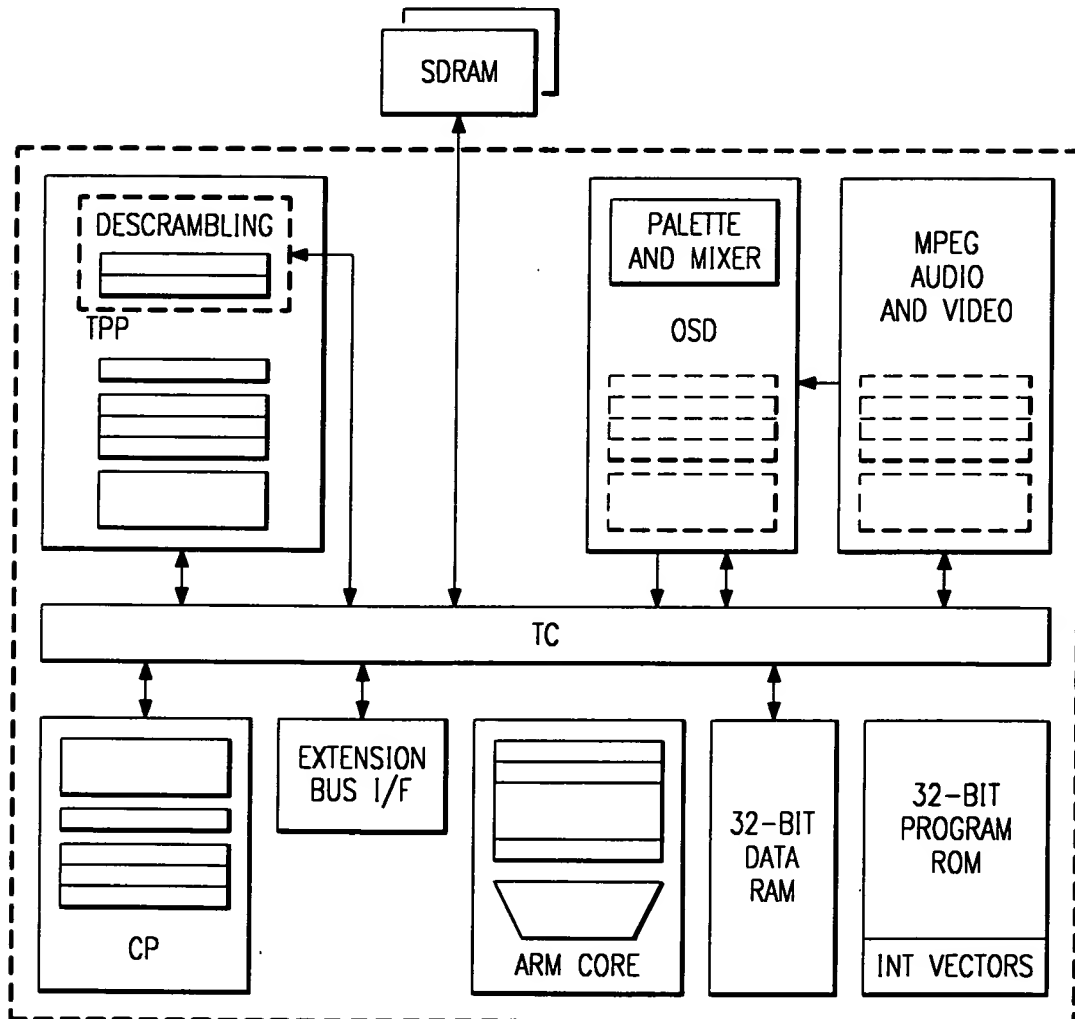 SDRAM
DESCRAMBLING
TPP
PALETTE
AND MIXER
OSD
MPEG
AUDIO
AND VIDEO
TC
CP
EXTENSION
BUS I/F
ARM CORE
32-BIT
DATA
RAM
32-BIT
PROGRAM
ROM
INT VECTORS